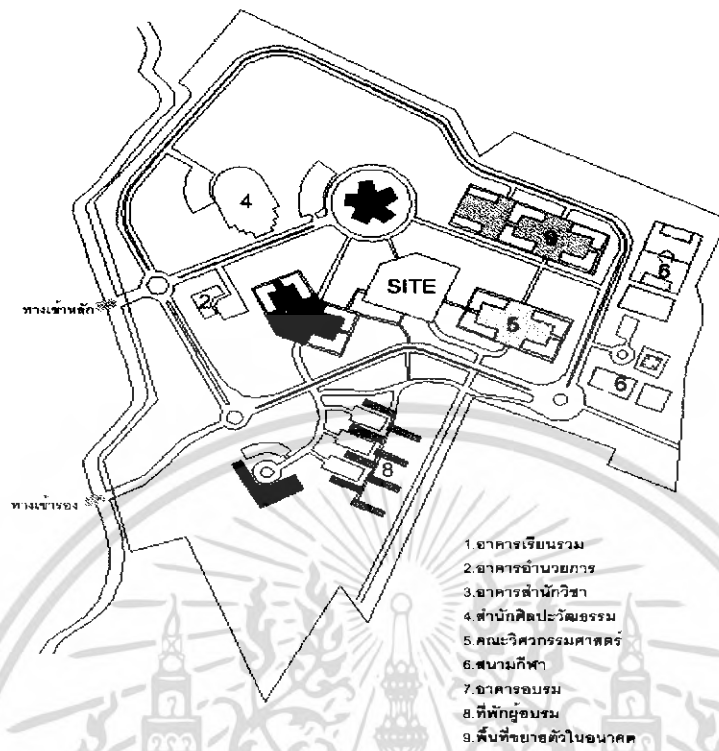 4
9
SITE
6
2
ทางเข้าหลัก
5
6
8
ทางเข้ารอง
1.อาคารเรียนรวม
2.อาคารอำนวยการ
3.อาคารสำนักวิชา
4.สำนักศิลปะวัฒธรรม
5.คณะวิศวกรรมศาสตร์
6.สนามกีฬา
7.อาคารอบรม
8.ที่พักผู้อบรม
9.พื้นที่ขยายตัวในอนาคต